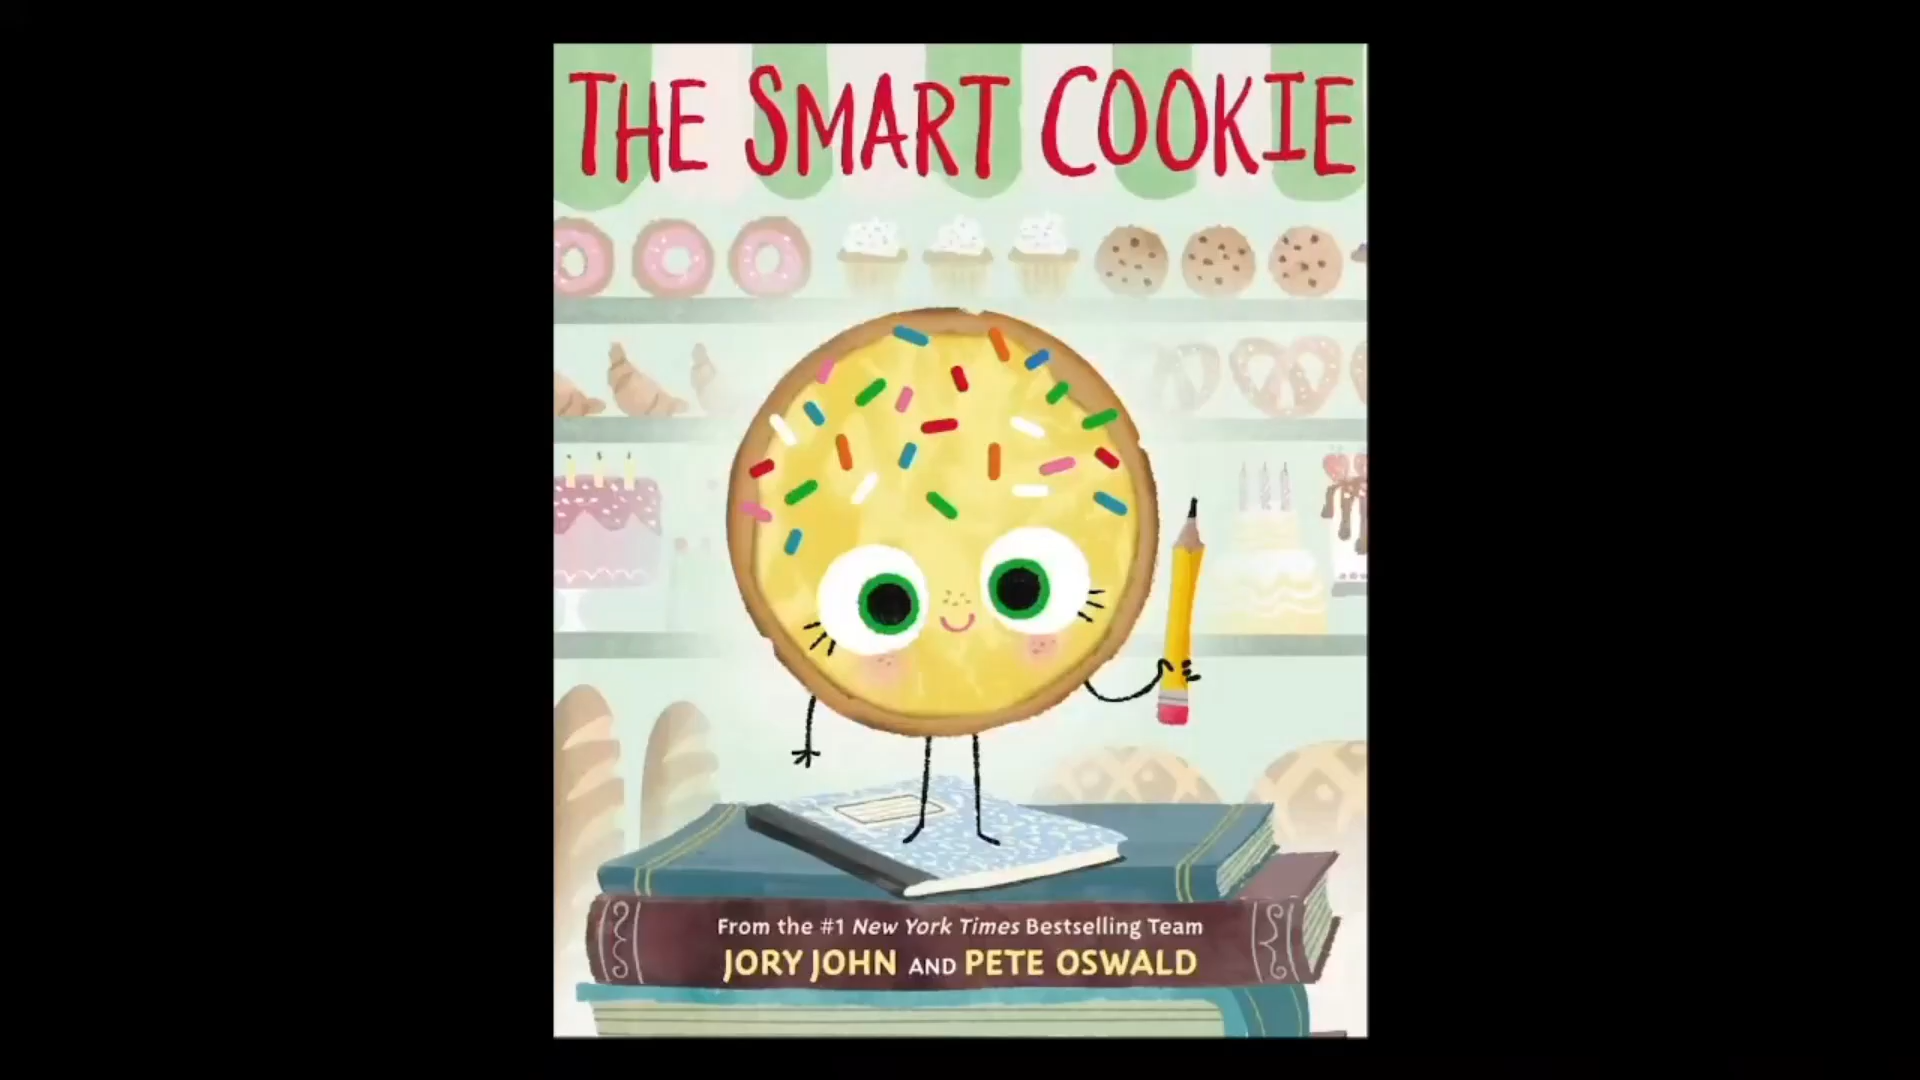 THE SMART COOKIE
From the #1 New York Times Bestselling Team
JORY JOHN AND PETE OSWALD